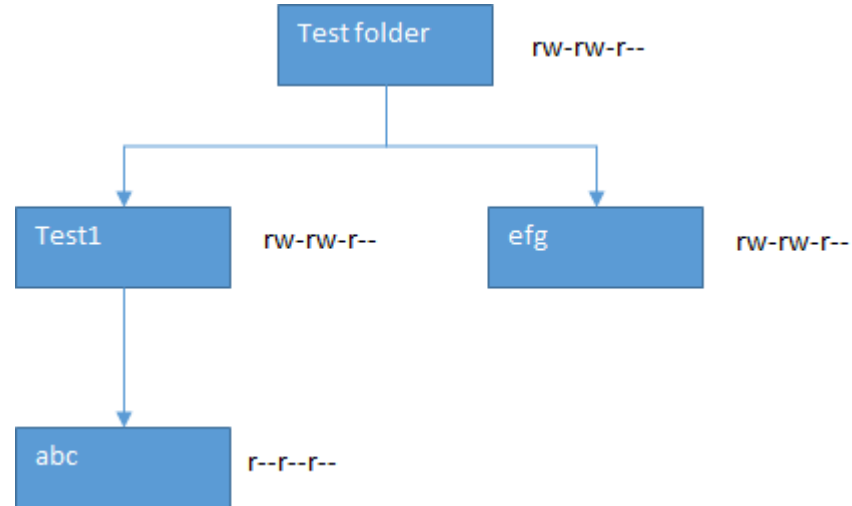 Test folder
rw-rw-r--
Test1
rw-rw-r--
efg
rw-rw-r--
abc
r--r--r--